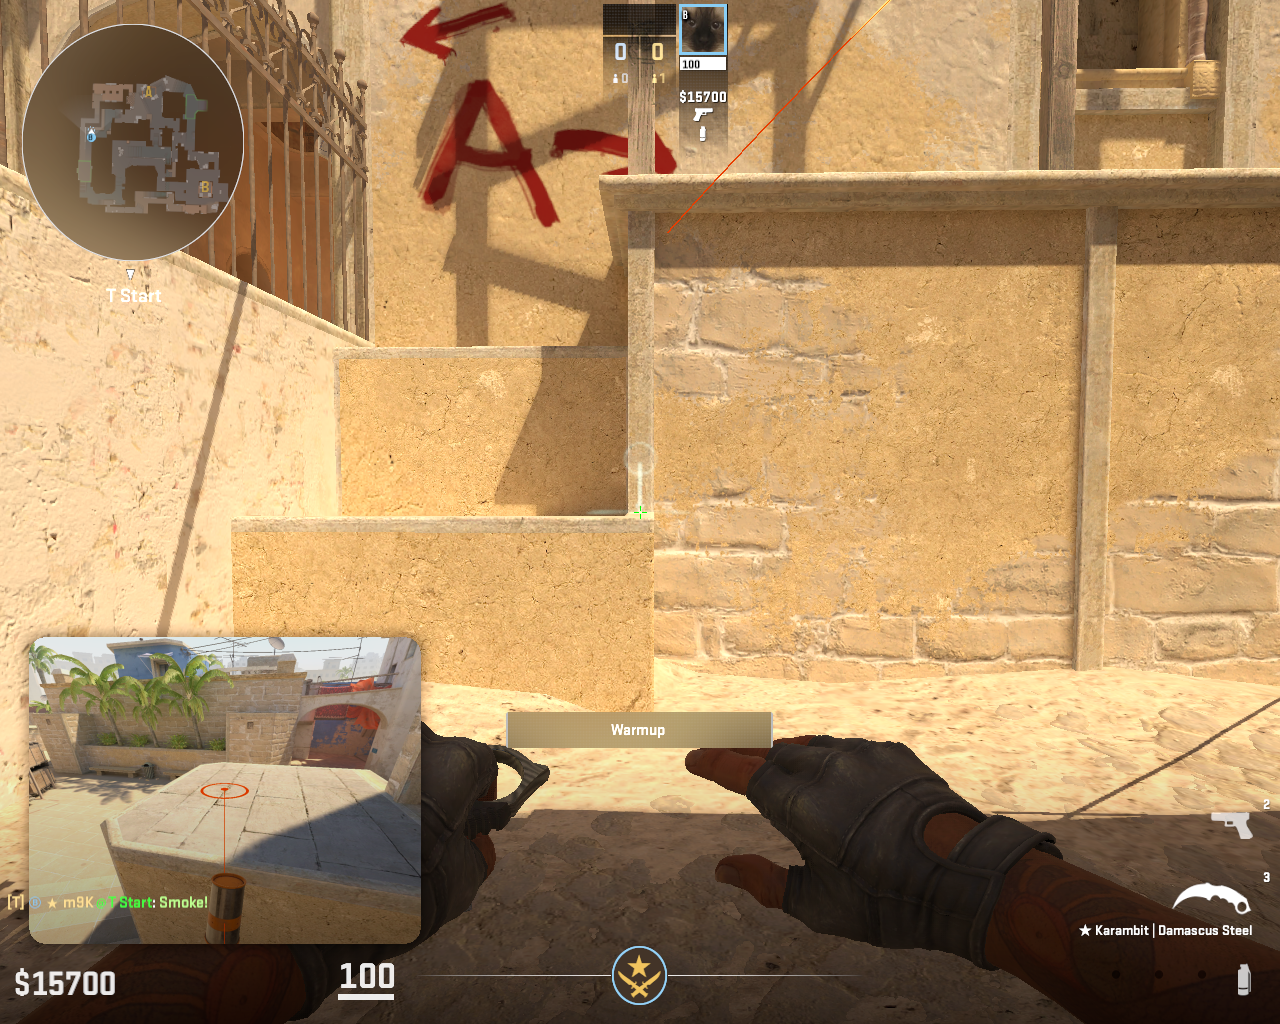 A
B
100
0 0
0 1
$15700
A
B
B
T Start
A
Warmup
2
3
[T] ★ m9K @T Start: Smoke!
★ Karambit | Damascus Steel
$15700
100